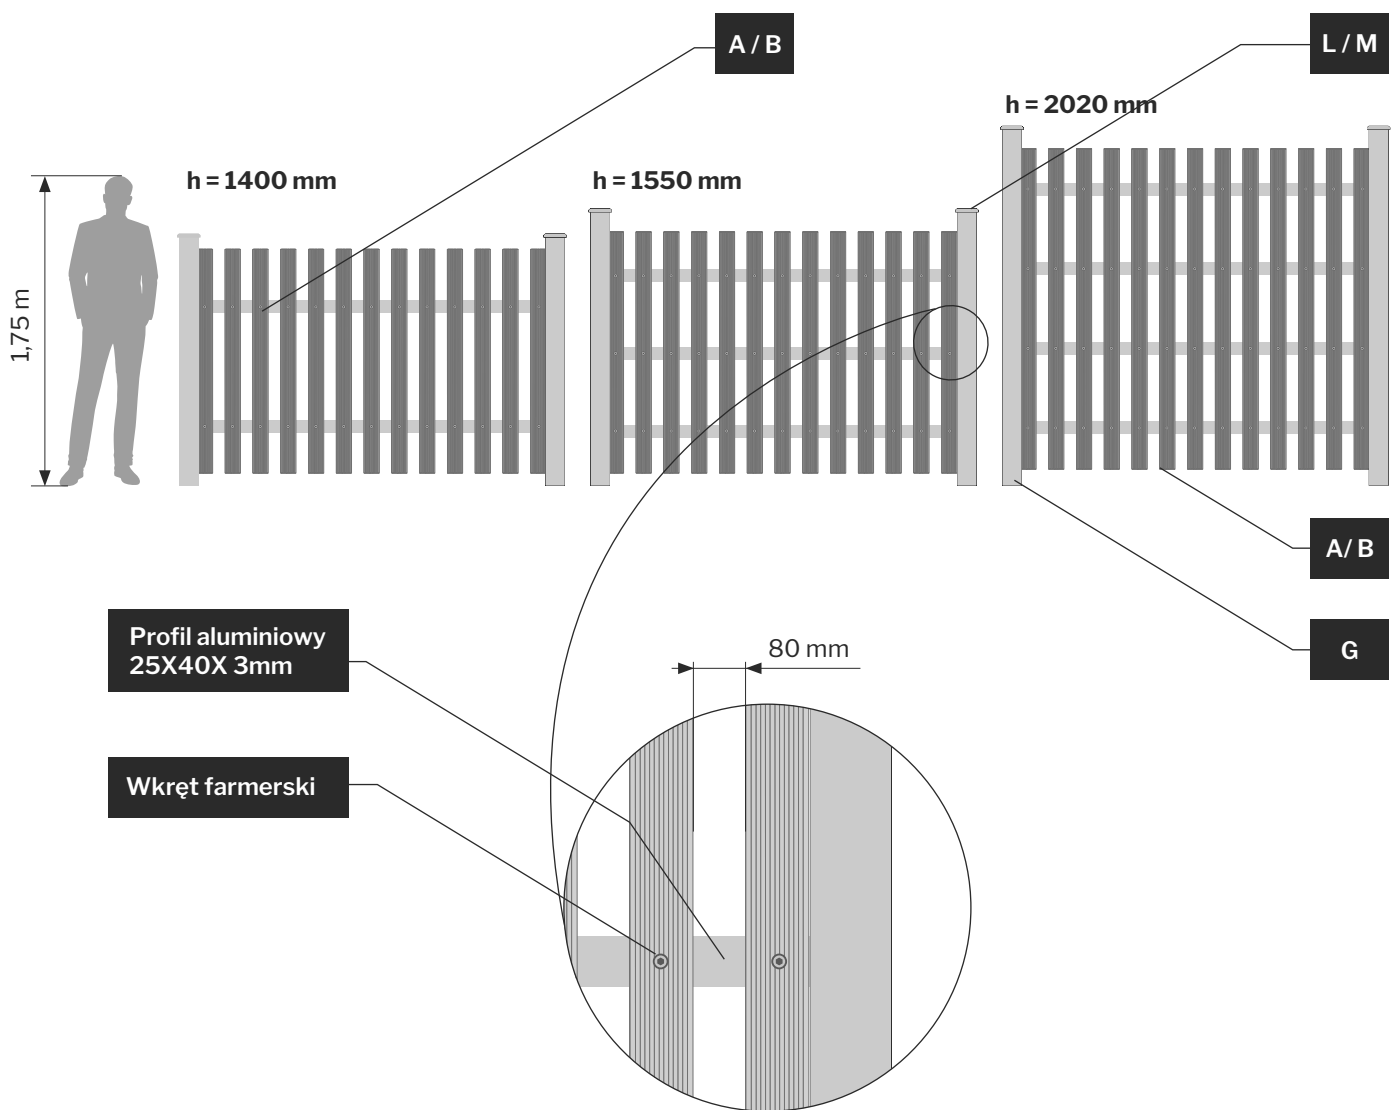 A / B
L / M
h = 2020 mm
h = 1400 mm
h = 1550 mm
1,75 m
A/ B
G
Profil aluminiowy
25X40X 3mm
80 mm
Wkręt farmerski